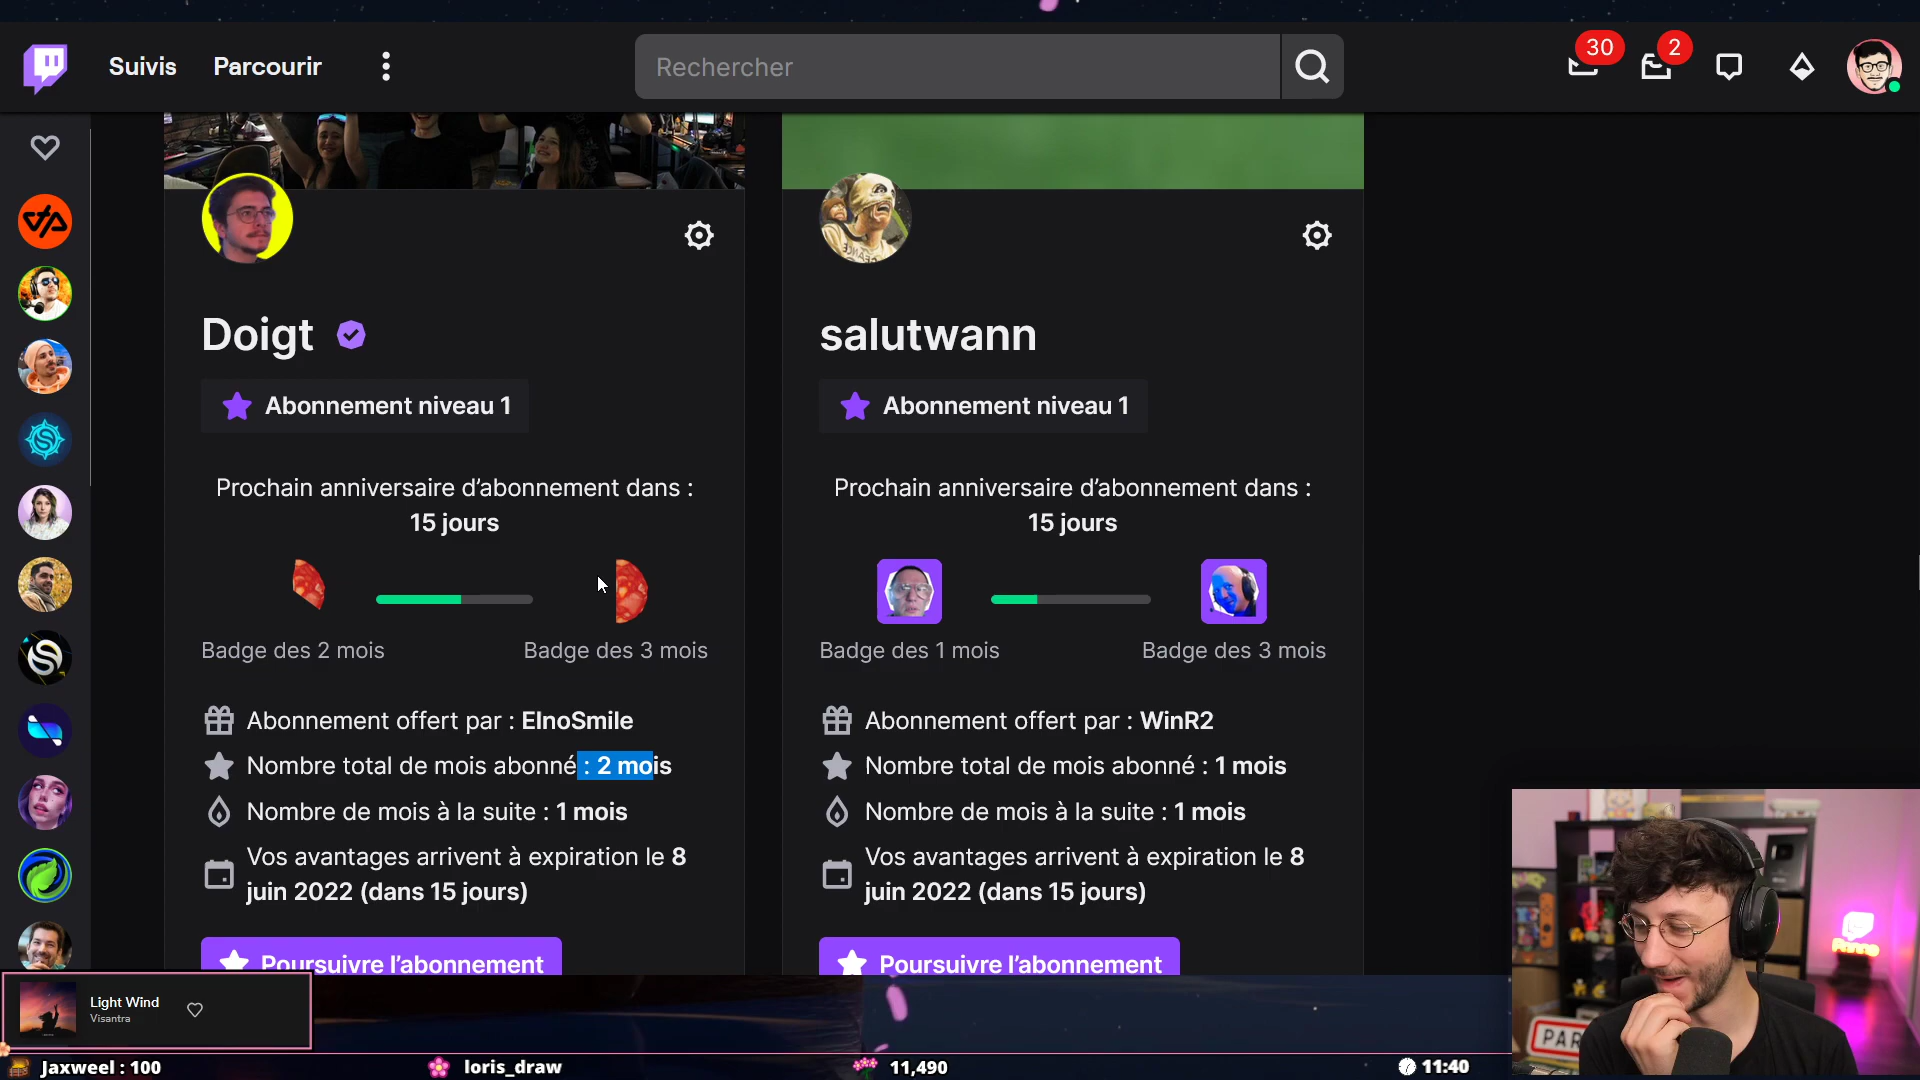 Suivis
Parcourir
Rechercher
30
2
Doigt
salutwann
Abonnement niveau 1
Abonnement niveau 1
Prochain anniversaire d'abonnement dans :
15 jours
Prochain anniversaire d'abonnement dans :
15 jours
Badge des 2 mois
Badge des 3 mois
Badge des 1 mois
Badge des 3 mois
Abonnement offert par : ElnoSmile
Nombre total de mois abonné : 2 mois
Nombre de mois à la suite : 1 mois
Vos avantages arrivent à expiration le 8
juin 2022 (dans 15 jours)
Abonnement offert par : WinR2
Nombre total de mois abonné : 1 mois
Nombre de mois à la suite : 1 mois
Vos avantages arrivent à expiration le 8
juin 2022 (dans 15 jours)
Poursuivre l'abonnement
Poursuivre l'abonnement
Light Wind
Visantra
Jaxweel : 100
loris_draw
11,490
11:40